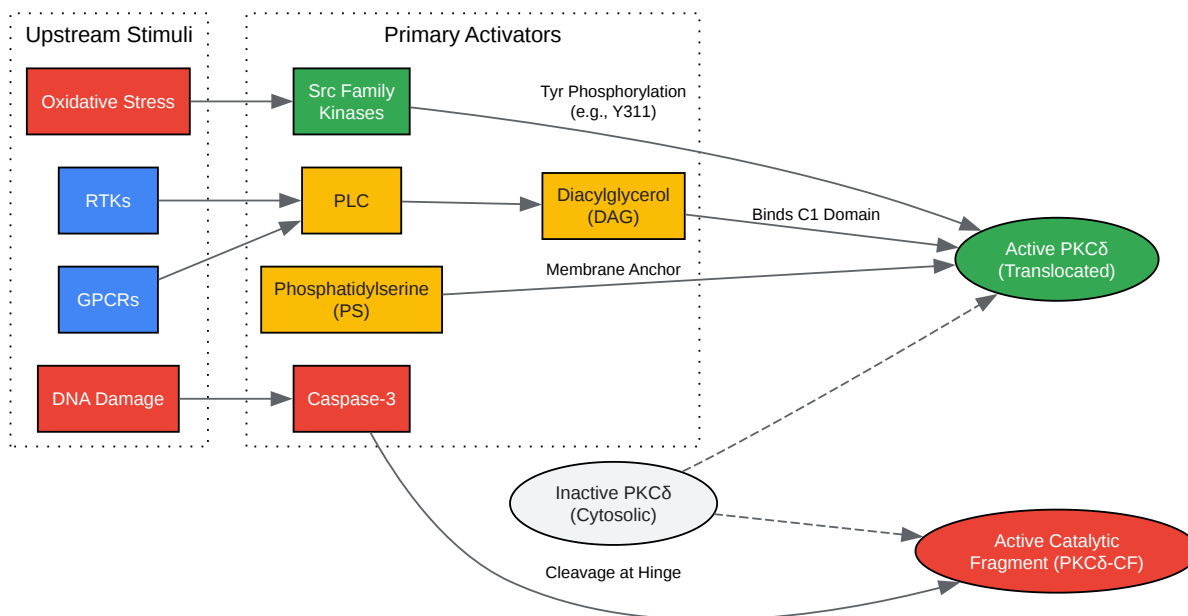 Upstream Stimuli
Primary Activators
Oxidative Stress
Src Family
Kinases
Tyr Phosphorylation
(e.g., Y311)
RTKs
PLC
Diacylglycerol
(DAG)
Binds C1 Domain
Active PKCδ
(Translocated)
GPCRs
Phosphatidylserine
(PS)
Membrane Anchor
DNA Damage
Caspase-3
Inactive PKCδ
(Cytosolic)
Cleavage at Hinge
Active Catalytic
Fragment (PKCδ-CF)